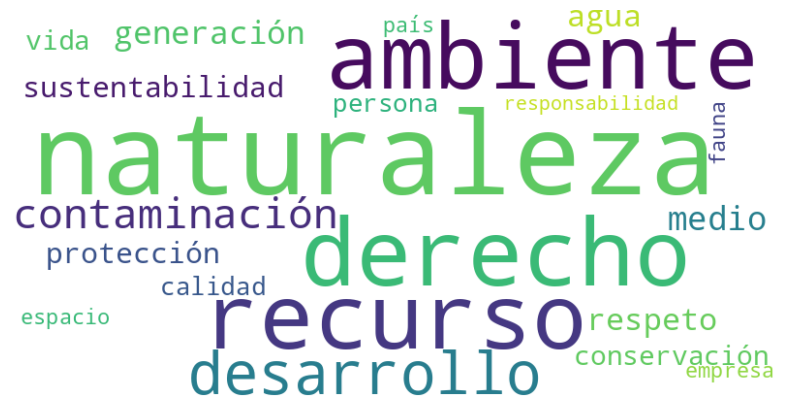 vida generación país agua
ambiente
sustentabilidad persona responsabilidad
naturaleza fauna
contaminación derecho medio
protección
calidad
espacio recurso respeto
desarrollo conservación
empresa